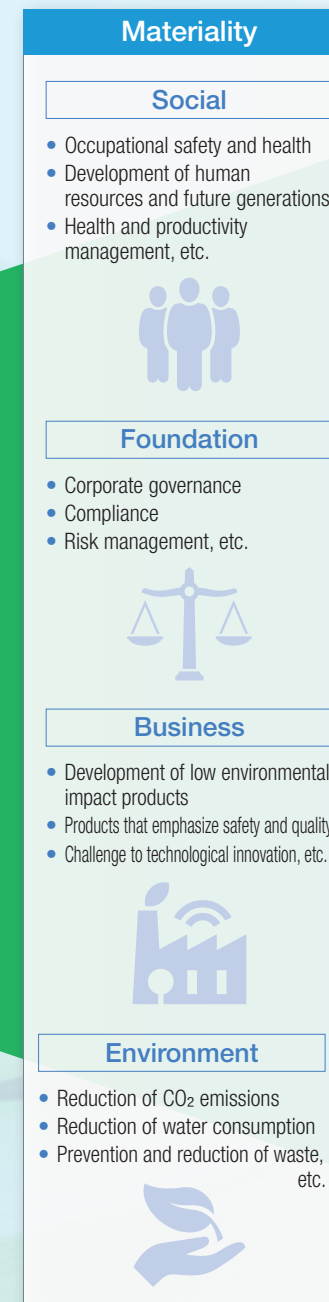 Materiality
Social
• Occupational safety and health
• Development of human
resources and future generations
• Health and productivity
management, etc.
Foundation
• Corporate governance
• Compliance
• Risk management, etc.
Business
• Development of low environmental
impact products
• Products that emphasize safety and quality
• Challenge to technological innovation, etc.
Environment
• Reduction of CO₂ emissions
• Reduction of water consumption
• Prevention and reduction of waste,
etc.